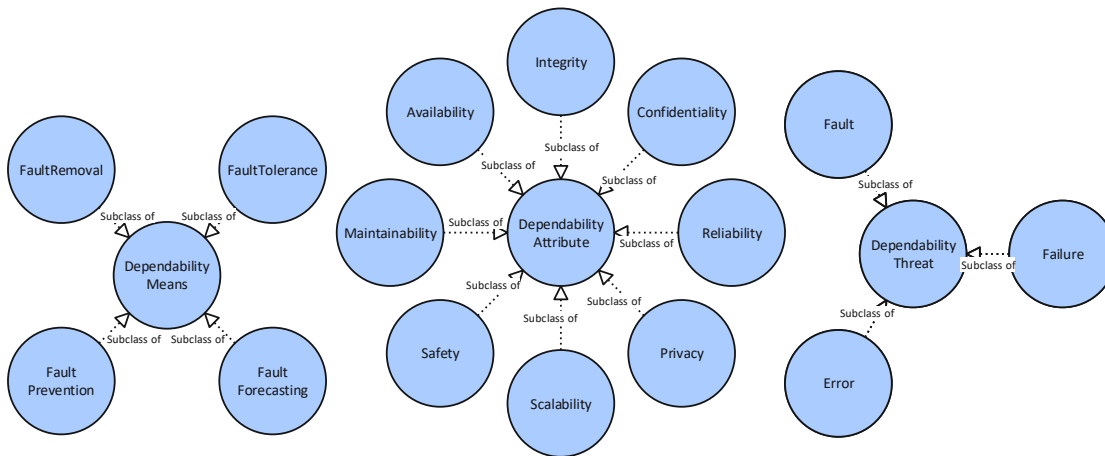 FaultRemoval
FaultTolerance
Subclass of
Subclass of
Dependability
Means
Subclass of
Subclass of
Fault
Prevention
Fault
Forecasting
Integrity
Availability
Confidentiality
Subclass of
Subclass of
Subclass of
Maintainability
Subclass of
Dependability
Attribute
Subclass of
Reliability
Subclass of
Subclass of
Subclass of
Safety
Privacy
Scalability
Fault
Subclass of
Dependability
Threat
Subclass of
Failure
Subclass of
Error